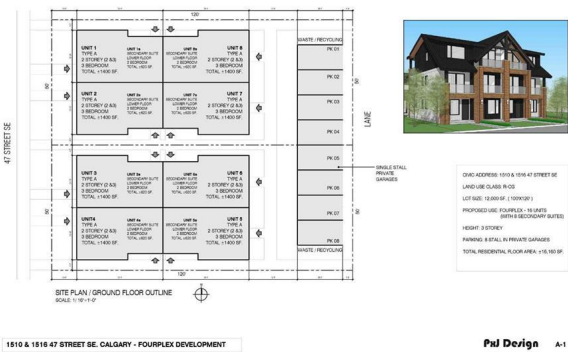 120'
WASTE / RECYCLING
UNIT 1
TYPE A
2 STOREY (2 &3)
3 BEDROOM
TOTAL ±1400 SF.
UNIT 8
TYPE A
2 STOREY (2 &3)
3 BEDROOM
TOTAL ±1400 SF.
UNIT 2
TYPE A
2 STOREY (2 &3)
3 BEDROOM
TOTAL ±1400 SF.
UNIT 7
TYPE A
2 STOREY (2 &3)
3 BEDROOM
TOTAL ±1400 SF.
50
50
47 STREET SE
LANE
PK 01
PK 02
PK 03
PK 04
PK 05
PK 06
PK 07
PK 08
UNIT 3
TYPE A
2 STOREY (2 &3)
3 BEDROOM
TOTAL ±1400 SF.
UNIT 6
TYPE A
2 STOREY (2 &3)
3 BEDROOM
TOTAL ±1400 SF.
UNIT4
TYPE A
2 STOREY (2 &3)
3 BEDROOM
TOTAL ±1400 SF.
UNIT 5
TYPE A
2 STOREY (2 &3)
3 BEDROOM
TOTAL ±1400 SF.
50
50
WASTE / RECYCLING
120'
SINGLE STALL
PRIVATE
GARAGES
CIVIC ADDRESS: 1510 & 1516 47 STREET SE
LAND USE CLASS: R-CG
LOT SIZE: 12,000 SF. ( '100'X120' )
PROPOSED USE: FOURPLEX - 16 UNITS
(WITH 8 SECONDARY SUITES)
HEIGHT: 3 STOREY
PARKING: 8 STALL IN PRIVATE GARAGES
TOTAL RESIDENTIAL FLOOR AREA: ±16,160 SF.
SITE PLAN / GROUND FLOOR OUTLINE
SCALE: 1/16"=1'-0"
1510 & 1516 47 STREET SE. CALGARY - FOURPLEX DEVELOPMENT
PxJ Design
A-1